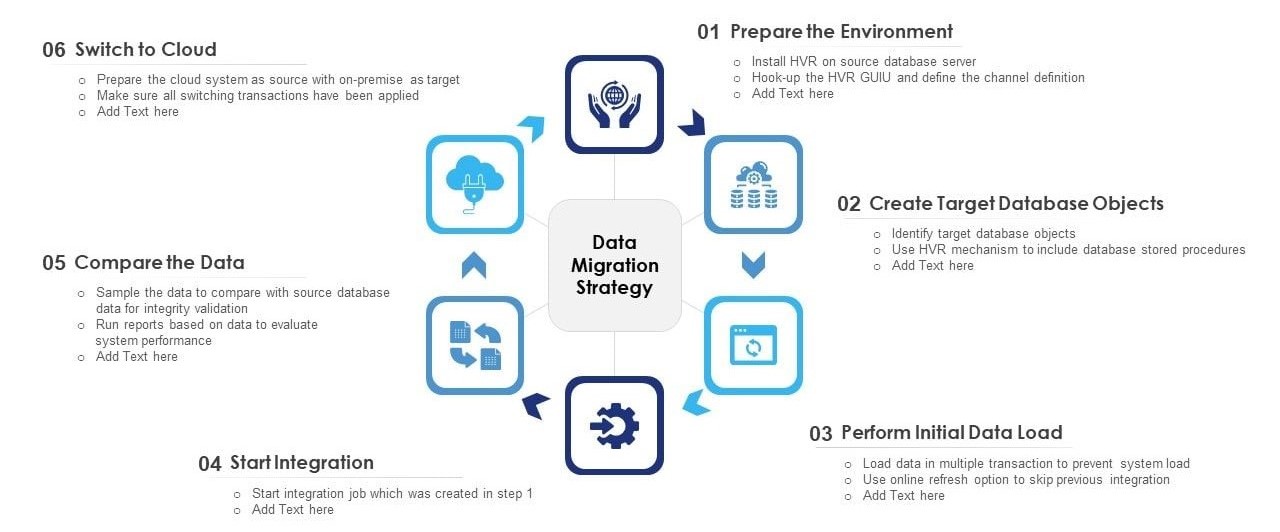 01 Prepare the Environment
o Install HVR on source database server
o Hook-up the HVR GUIU and define the channel definition
o Add Text here
02 Create Target Database Objects
o Identify target database objects
o Use HVR mechanism to include database stored procedures
o Add Text here
03 Perform Initial Data Load
o Load data in multiple transaction to prevent system load
o Use online refresh option to skip previous integration
o Add Text here
04 Start Integration
o Start integration job which was created in step 1
o Add Text here
05 Compare the Data
o Sample the data to compare with source database
data for integrity validation
o Run reports based on data to evaluate
system performance
o Add Text here
06 Switch to Cloud
o Prepare the cloud system as source with on-premise as target
o Make sure all switching transactions have been applied
o Add Text here
Data
Migration
Strategy